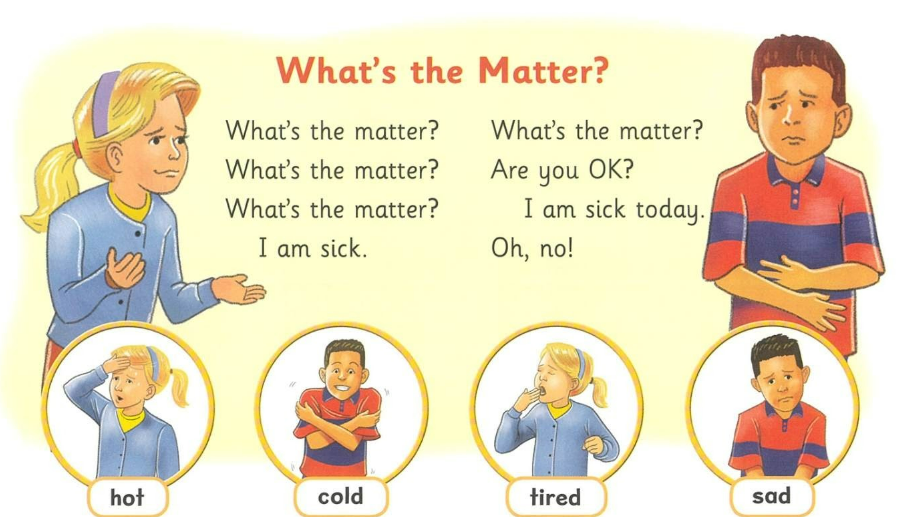 What's the Matter?
What's the matter?
What's the matter?
What's the matter?
I am sick.
What's the matter?
Are you OK?
I am sick today.
Oh, no!
hot
cold
tired
sad